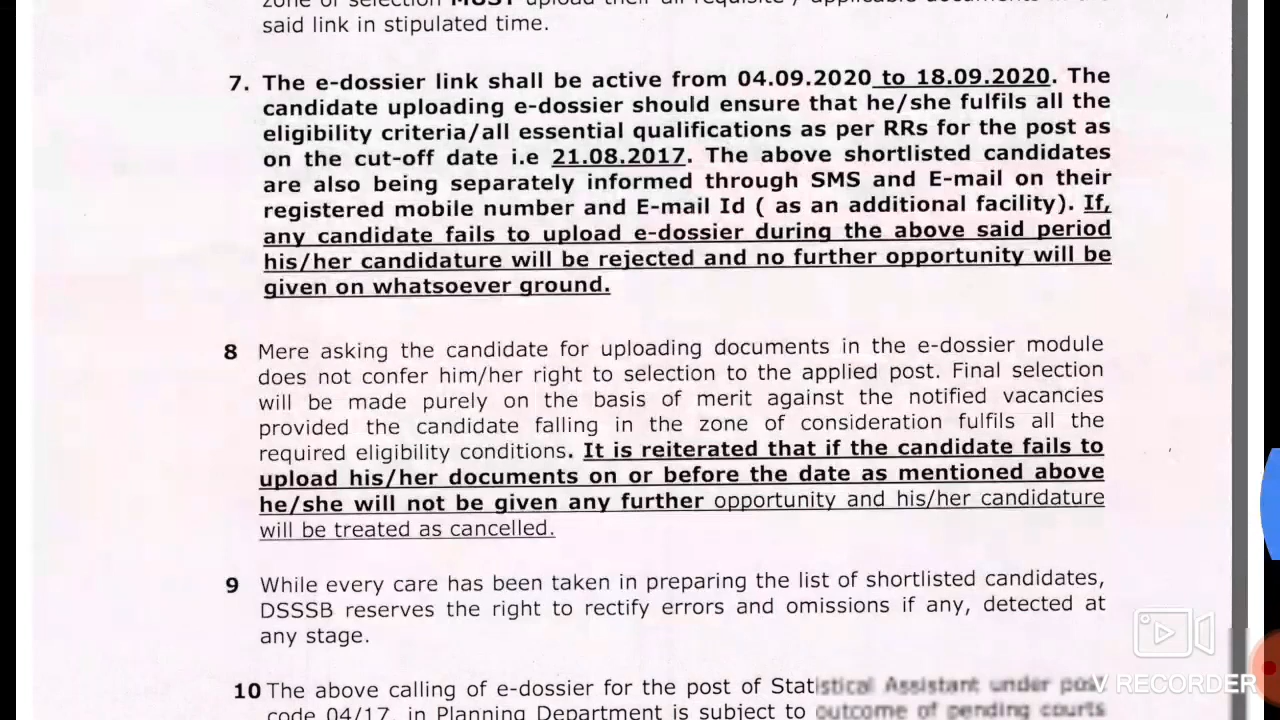 zone of selection MUST upload their all requisite / applicable documents in the
said link in stipulated time.
7. The e-dossier link shall be active from 04.09.2020 to 18.09.2020. The
candidate uploading e-dossier should ensure that he/she fulfils all the
eligibility criteria/all essential qualifications as per RRs for the post as
on the cut-off date i.e 21.08.2017. The above shortlisted candidates
are also being separately informed through SMS and E-mail on their
registered mobile number and E-mail Id ( as an additional facility). If,
any candidate fails to upload e-dossier during the above said period
his/her candidature will be rejected and no further opportunity will be
given on whatsoever ground.
8 Mere asking the candidate for uploading documents in the e-dossier module
does not confer him/her right to selection to the applied post. Final selection
will be made purely on the basis of merit against the notified vacancies
provided the candidate falling in the zone of consideration fulfils all the
required eligibility conditions. It is reiterated that if the candidate fails to
upload his/her documents on or before the date as mentioned above
he/she will not be given any further opportunity and his/her candidature
will be treated as cancelled.
9 While every care has been taken in preparing the list of shortlisted candidates,
DSSSB reserves the right to rectify errors and omissions if any, detected at
any stage.
10 The above calling of e-dossier for the post of Statistical Assistant under post
code 04/17, in Planning Department is subject to outcome of pending courts
V RECORDER